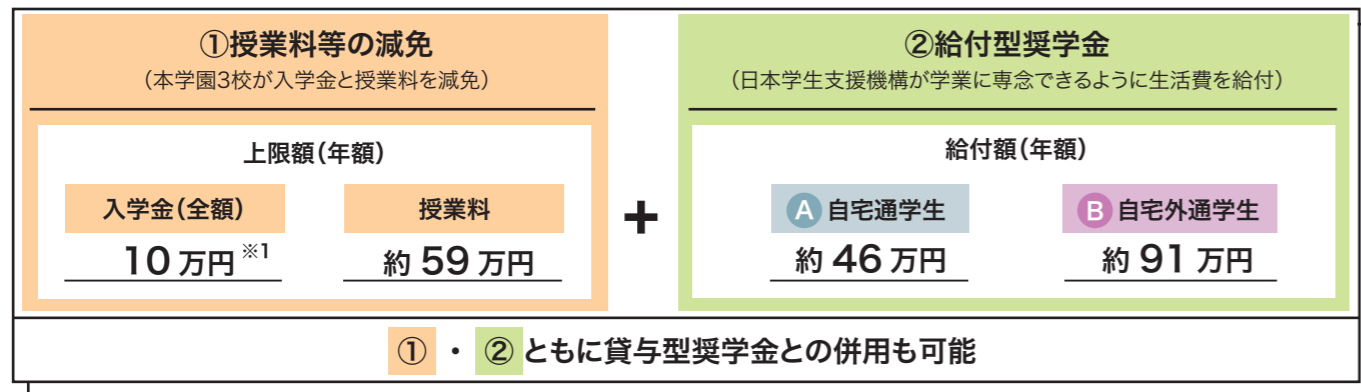 ①授業料等の減免
（本学園3校が入学金と授業料を減免）
上限額（年額）
入学金（全額）
10万円※1
授業料
約59万円
+
②給付型奨学金
（日本学生支援機構が学業に専念できるように生活費を給付）
給付額（年額）
A 自宅通学生
約46万円
B 自宅外通学生
約91万円
①・②ともに貸与型奨学金との併用も可能